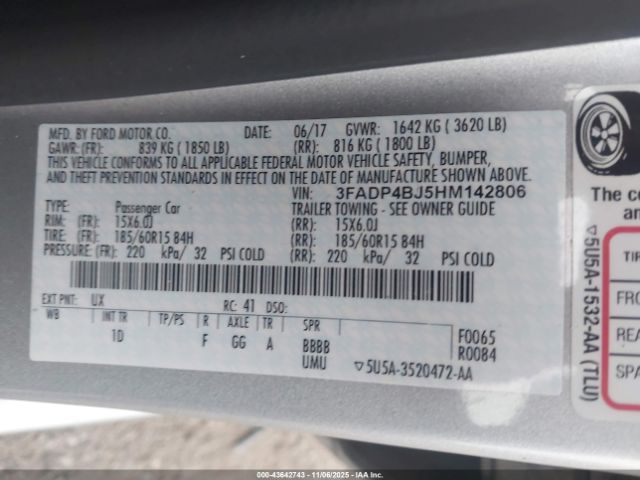 MFD. BY FORD MOTOR CO. DATE: 06/17 GVWR: 1642 KG ( 3620 LB)
GAWR: (FR): 839 KG ( 1850 LB) (RR): 816 KG ( 1800 LB)
THIS VEHICLE CONFORMS TO ALL APPLICABLE FEDERAL MOTOR VEHICLE SAFETY, BUMPER,
AND THEFT PREVENTION STANDARDS IN EFFECT ON THE DATE OF MANUFACTURE SHOWN ABOVE.
VIN: 3FADP4BJ5HM142806
TYPE: Passenger Car TRAILER TOWING - SEE OWNER GUIDE
RIM: (FR): 15X6.0J (RR): 15X6.0J
TIRE: (FR): 185/60R15 84H (RR): 185/60R15 84H
PRESSURE: (FR): 220 kPa/ 32 PSI COLD (RR): 220 kPa/ 32 PSI COLD
EXT PNT: UX RC: 41 DSO:
WB INT TR TP/PS R AXLE TR SPR
1D F GG A BBBB
UMU
F0065
R0084
▽5U5A-3520472-AA
The co
▽5U5A-1532-AA (TLU)
TIR
FRO
REA
SPA
© IAAI 43642743 | 11/06/2025 - IAAI.com